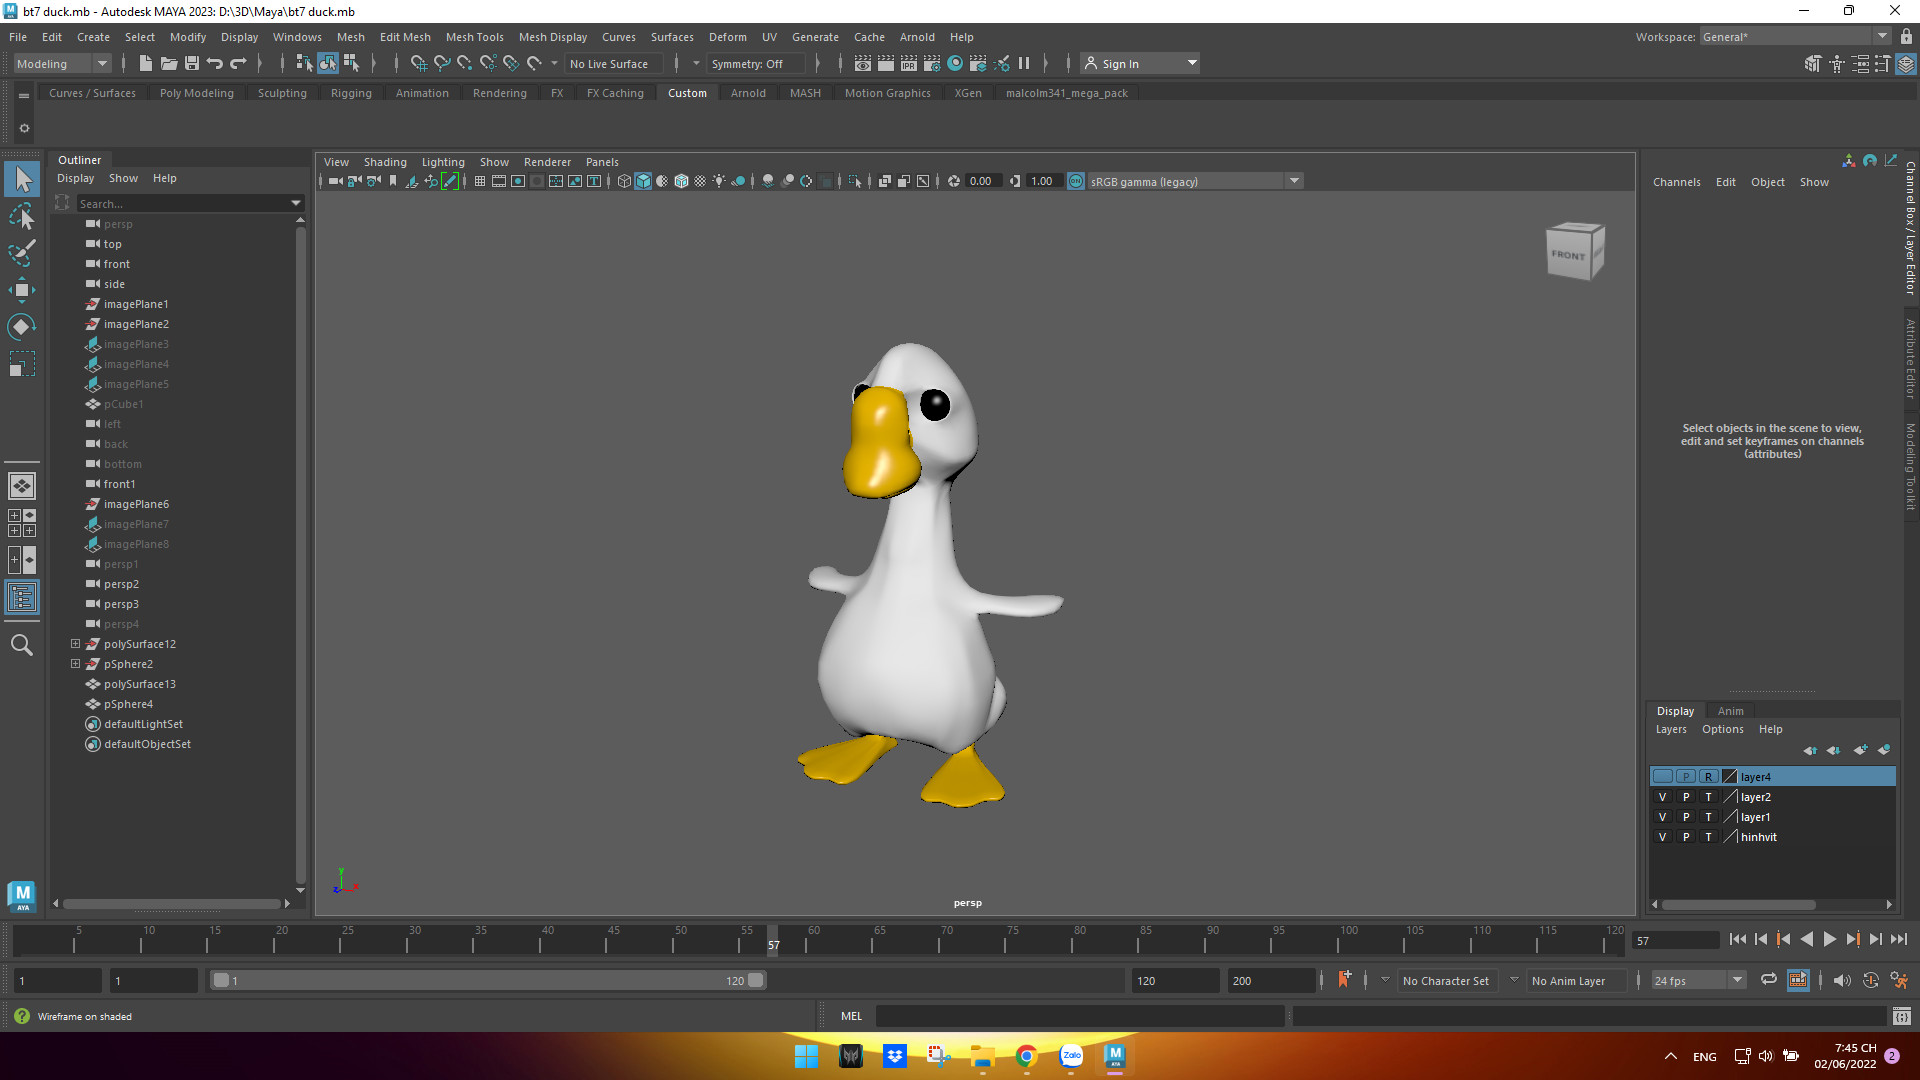 bt7 duck.mb - Autodesk MAYA 2023: D:\3D\Maya\bt7 duck.mb
File Edit Create Select Modify Display Windows Mesh Edit Mesh Mesh Tools Mesh Display Curves Surfaces Deform UV Generate Cache Arnold Help
Workspace: General*
Modeling
No Live Surface
Symmetry: Off
IPR
Sign In
Curves / Surfaces Poly Modeling Sculpting Rigging Animation Rendering FX FX Caching Custom Arnold MASH Motion Graphics XGen malcolm341_mega_pack
Outliner
Display Show Help
Search...
persp
top
front
side
imagePlane1
imagePlane2
imagePlane3
imagePlane4
imagePlane5
pCube1
left
back
bottom
front1
imagePlane6
imagePlane7
imagePlane8
persp1
persp2
persp3
persp4
polySurface12
pSphere2
polySurface13
pSphere4
defaultLightSet
defaultObjectSet
View Shading Lighting Show Renderer Panels
0.00
1.00
ON
sRGB gamma (legacy)
FRONT
y
z
x
persp
Channels Edit Object Show
Channel Box / Layer Editor
Attribute Editor
Modeling Toolkit
Select objects in the scene to view,
edit and set keyframes on channels
(attributes)
Display Anim
Layers Options Help
P R layer4
V P T layer2
V P T layer1
V P T hinhvit
M
AYA
5 10 15 20 25 30 35 40 45 50 55 60 65 70 75 80 85 90 95 100 105 110 115 120
57
57
1
1
1
120
120
200
No Character Set
No Anim Layer
24 fps
Wireframe on shaded
MEL
Zalo
M
AYA
ENG
7:45 CH
02/06/2022
2